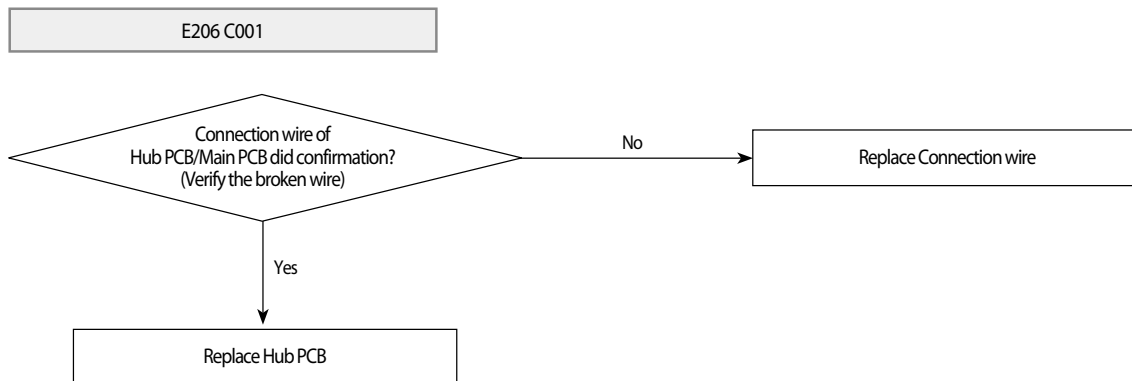 E206 C001
Connection wire of
Hub PCB/Main PCB did confirmation?
(Verify the broken wire)
No
Replace Connection wire
Yes
Replace Hub PCB